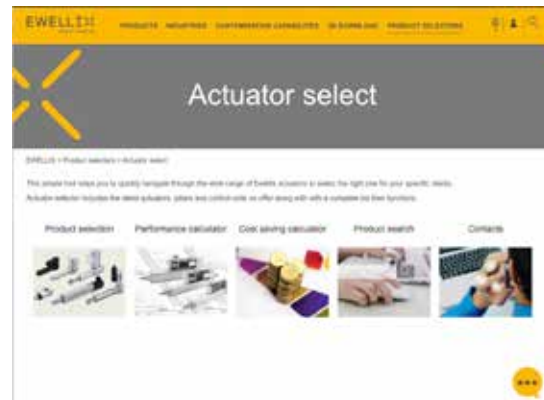 EWELLIX
PRODUCTS INDUSTRIES CUSTOMIZATION CAPABILITIES 3D DOWNLOAD PRODUCT SELECTORS
Actuator select
EWELLIX > Product selectors > Actuator select
This simple tool helps you to quickly navigate through the wide range of Ewellix actuators to select the right one for your specific needs.
Actuator selector includes the latest actuators, pillars and control units on offer along with with a complete list their functions.
Product selection Performance calculator Cost saving calculator Product search Contacts